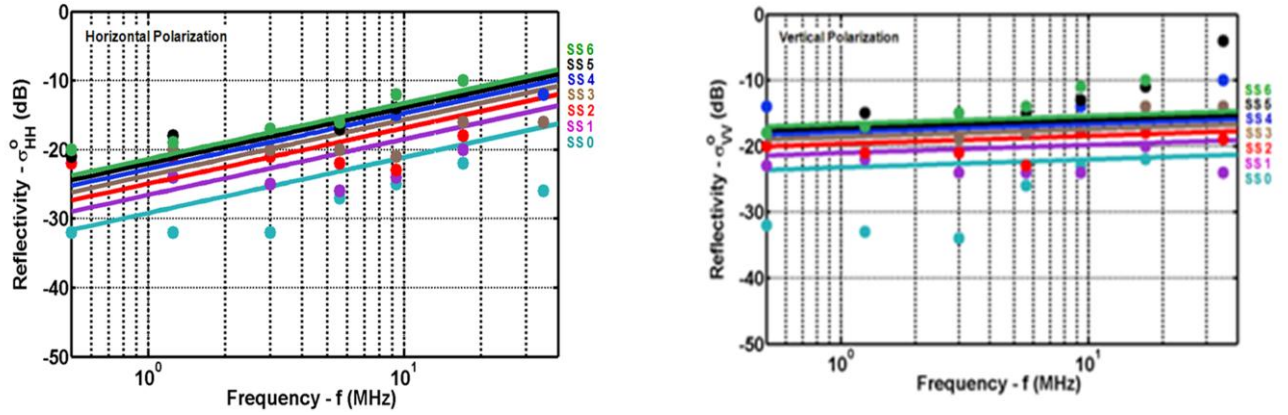 Horizontal Polarization
Reflectivity - σ°HH (dB)
0
-10
-20
-30
-40
-50
10⁰
10¹
Frequency - f (MHz)
SS 6
SS 5
SS 4
SS 3
SS 2
SS 1
SS 0
Vertical Polarization
Reflectivity - σ°VV (dB)
0
-10
-20
-30
-40
-50
10⁰
10¹
Frequency - f (MHz)
SS 6
SS 5
SS 4
SS 3
SS 2
SS 1
SS 0